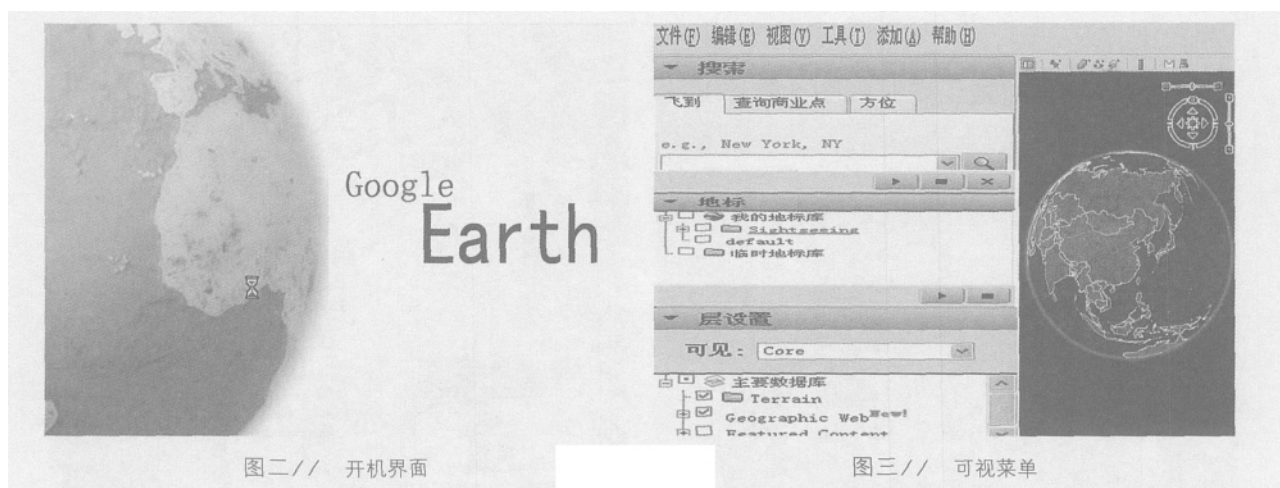 Google
Earth
图二// 开机界面
文件(F) 编辑(E) 视图(V) 工具(T) 添加(A) 帮助(H)
搜索
飞到 查询商业点 方位
e.g., New York, NY
地标
我的地标库
Sightseeing
default
临时地标库
层设置
可见: Core
主要数据库
Terrain
Geographic Web New!
Featured Content
图三// 可视菜单